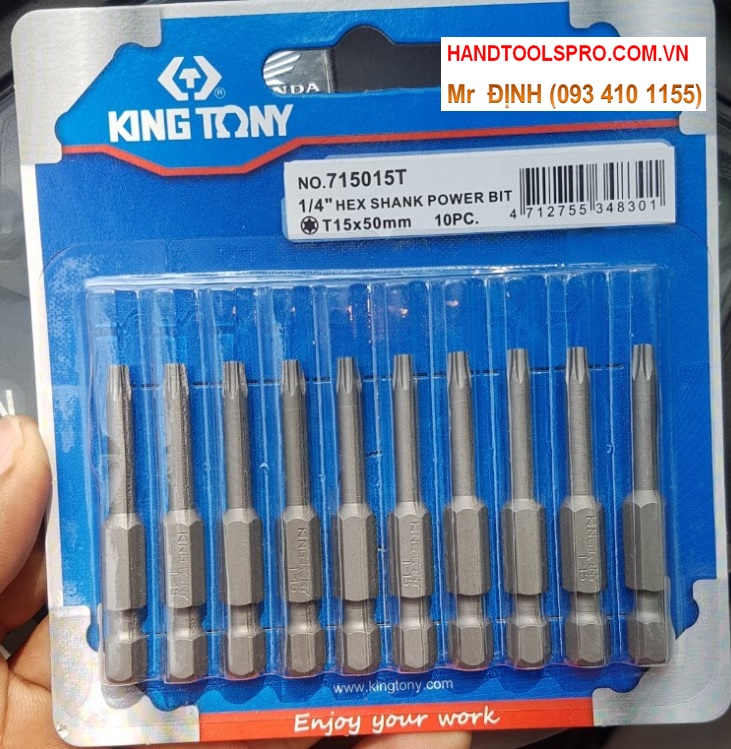 HANDTOOLSPRO.COM.VN
Mr ĐỊNH (093 410 1155)
KING TONY
NO.715015T
1/4" HEX SHANK POWER BIT
T15x50mm 10PC.
4 712755 348301
www.kingtony.com
Enjoy your work